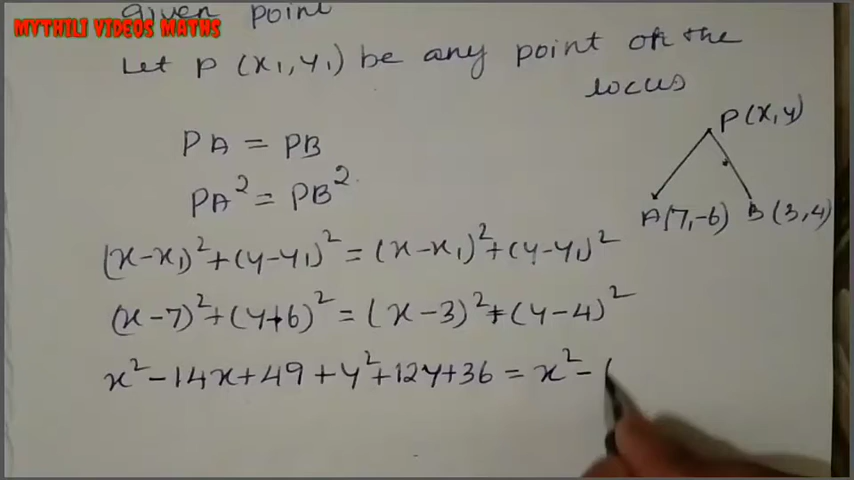 given point
MYTHILI VIDEOS MATHS
Let P (x₁, y₁) be any point on the
locus
P(x, y)
PA = PB
PA² = PB²
A(7,-6) B(3,4)
(x-x₁)²+(y-y₁)² = (x-x₁)²+(y-y₁)²
(x-7)²+(y+6)² = (x-3)²+(y-4)²
x²-14x+49+y²+12y+36 = x²-